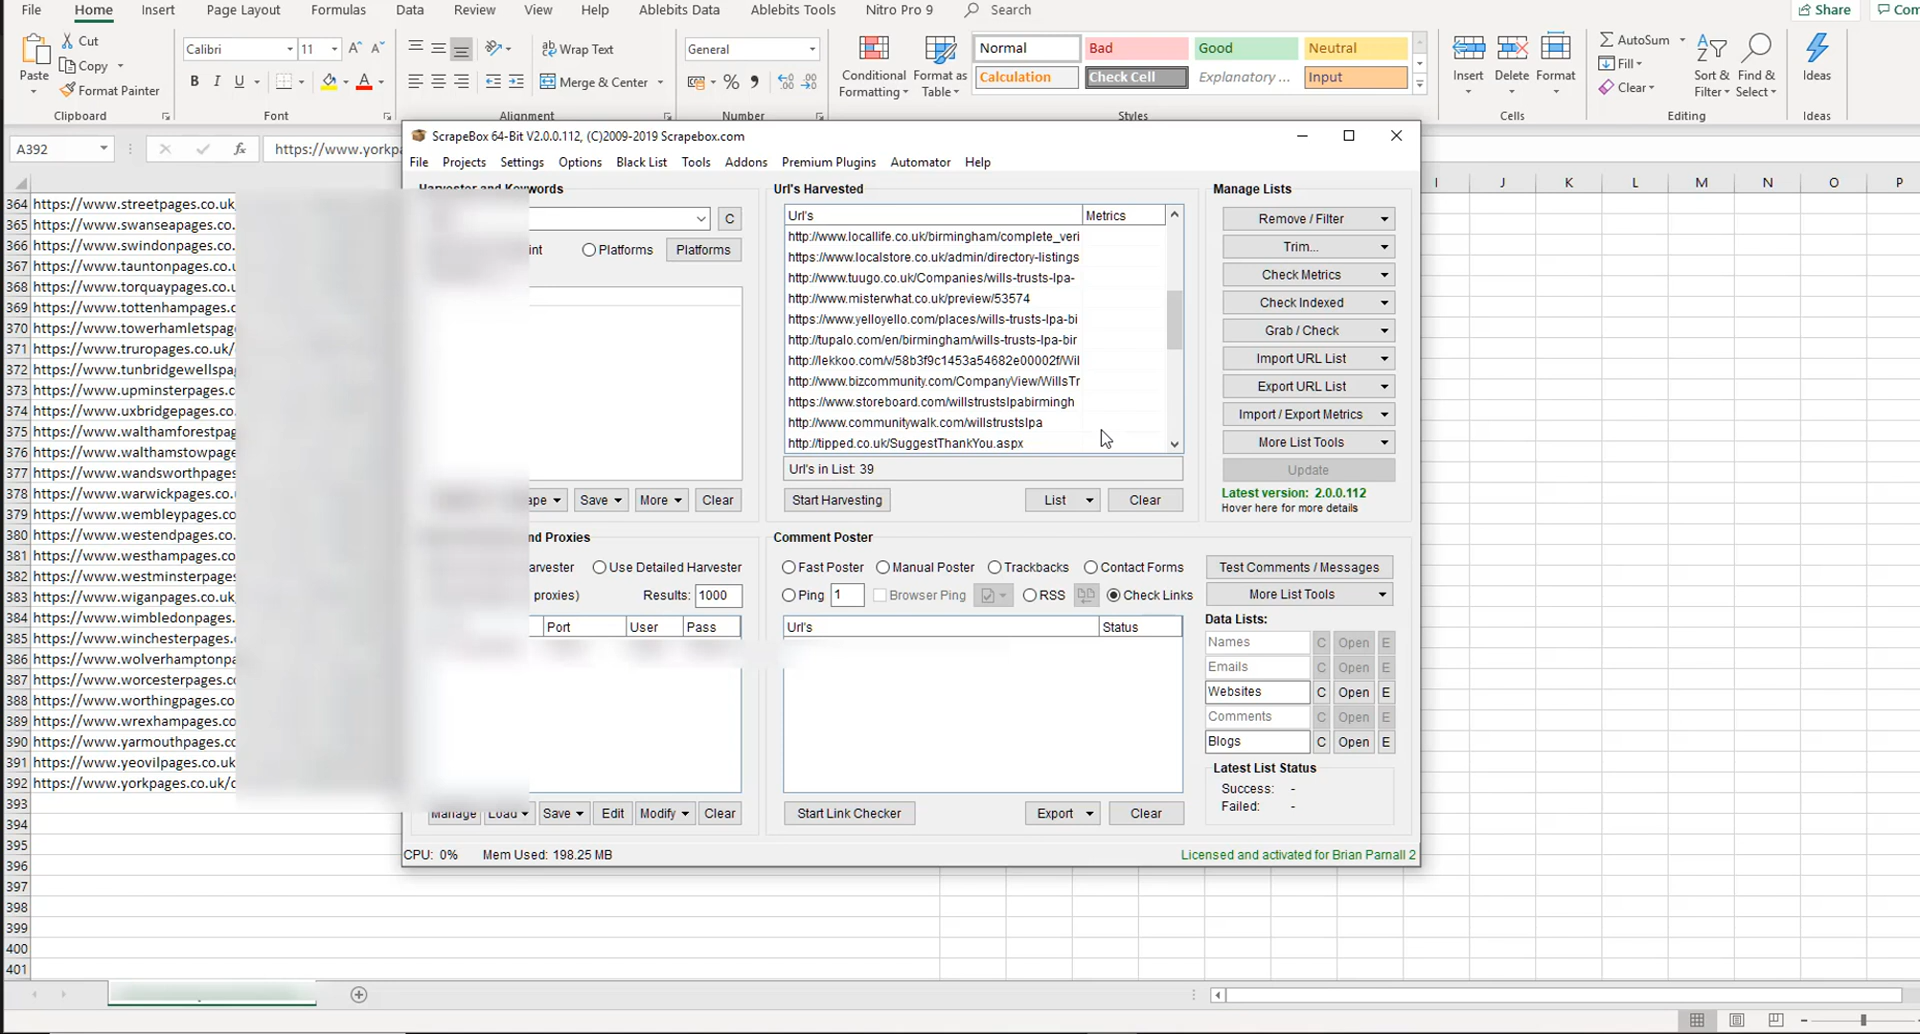 File Home Insert Page Layout Formulas Data Review View Help Ablebits Data Ablebits Tools Nitro Pro 9 Search Share Com
Paste Cut Copy Format Painter
Calibri 11 A^ A˅
B I U A
Wrap Text
Merge & Center
General
% ,
Conditional Formatting
Format as Table
Normal Bad Good Neutral
Calculation Check Cell Explanatory ... Input
Insert Delete Format
AutoSum
Fill
Clear
Sort & Filter
Find & Select
Ideas
Clipboard Font Alignment Number Styles Cells Editing Ideas
A392 fx https://www.yorkpa
I J K L M N O P
364 https://www.streetpages.co.uk
365 https://www.swanseapages.co.
366 https://www.swindonpages.co.
367 https://www.tauntonpages.co.u
368 https://www.torquaypages.co.u
369 https://www.tottenhampages.c
370 https://www.towerhamletspage
371 https://www.truropages.co.uk/
372 https://www.tunbridgewellspa
373 https://www.upminsterpages.c
374 https://www.uxbridgepages.co.
375 https://www.walthamforestpag
376 https://www.walthamstowpage
377 https://www.wandsworthpages
378 https://www.warwickpages.co.u
379 https://www.wembleypages.co
380 https://www.westendpages.co.
381 https://www.westhampages.co
382 https://www.westminsterpages
383 https://www.wiganpages.co.uk
384 https://www.wimbledonpages.c
385 https://www.winchesterpages.c
386 https://www.wolverhamptonpa
387 https://www.worcesterpages.co
388 https://www.worthingpages.co
389 https://www.wrexhampages.co
390 https://www.yarmouthpages.co
391 https://www.yeovilpages.co.uk
392 https://www.yorkpages.co.uk/c
393
394
395
396
397
398
399
400
401
ScrapeBox 64-Bit V2.0.0.112, (C)2009-2019 Scrapebox.com
File Projects Settings Options Black List Tools Addons Premium Plugins Automator Help
Harvester and Keywords
C
int Platforms Platforms
ape Save More Clear
Url's Harvested
Url's Metrics
http://www.locallife.co.uk/birmingham/complete_veri
https://www.localstore.co.uk/admin/directory-listings
http://www.tuugo.co.uk/Companies/wills-trusts-lpa-
http://www.misterwhat.co.uk/preview/53574
https://www.yelloyello.com/places/wills-trusts-lpa-bi
http://tupalo.com/en/birmingham/wills-trusts-lpa-bir
http://lekkoo.com/v/58b3f9c1453a54682e00002f/Wil
http://www.bizcommunity.com/CompanyView/WillsTr
https://www.storeboard.com/willstrustslpabirmingh
http://www.communitywalk.com/willstrustslpa
http://tipped.co.uk/SuggestThankYou.aspx
Url's in List: 39
Start Harvesting List Clear
Manage Lists
Remove / Filter
Trim...
Check Metrics
Check Indexed
Grab / Check
Import URL List
Export URL List
Import / Export Metrics
More List Tools
Update
Latest version: 2.0.0.112
Hover here for more details
nd Proxies
arvester Use Detailed Harvester
proxies) Results: 1000
Port User Pass
Manage Load Save Edit Modify Clear
Comment Poster
Fast Poster Manual Poster Trackbacks Contact Forms
Ping 1 Browser Ping RSS Check Links
Url's Status
Start Link Checker Export Clear
Test Comments / Messages
More List Tools
Data Lists:
Names C Open E
Emails C Open E
Websites C Open E
Comments C Open E
Blogs C Open E
Latest List Status
Success: -
Failed: -
CPU: 0% Mem Used: 198.25 MB Licensed and activated for Brian Parnall 2